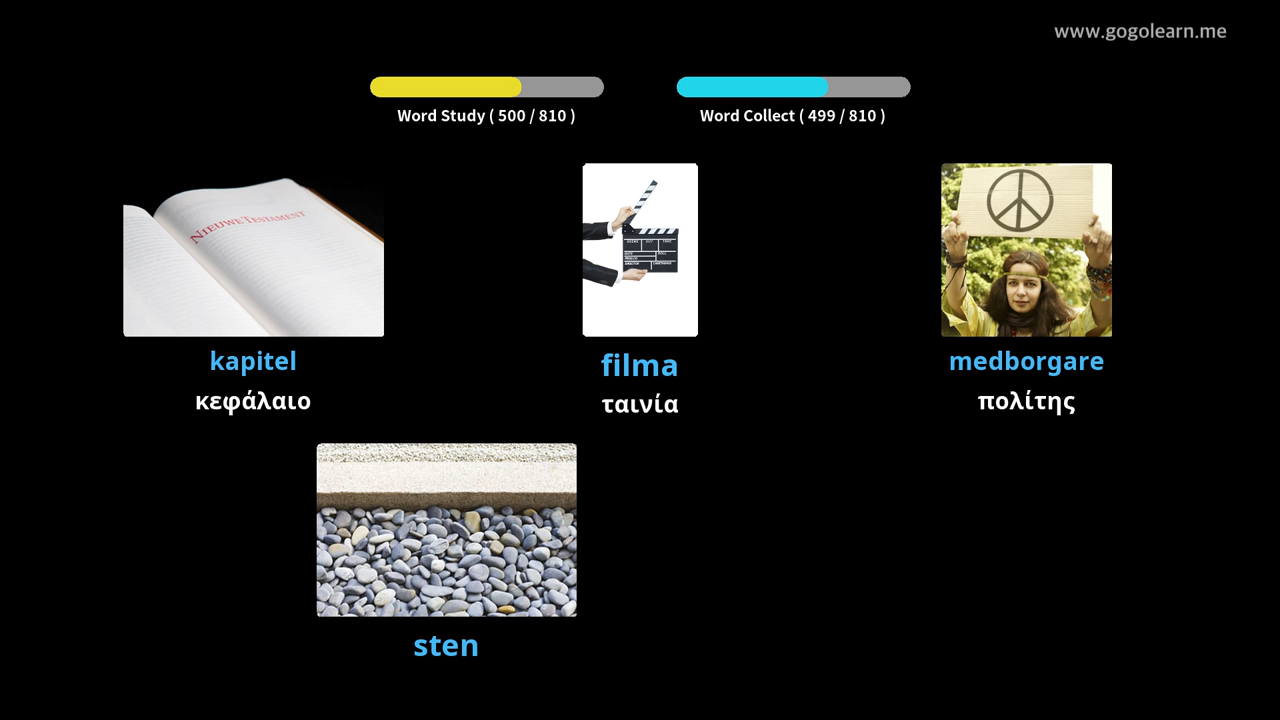 www.gogolearn.me
Word Study ( 500 / 810 )
Word Collect ( 499 / 810 )
NIEUWE TESTAMENT
kapitel
κεφάλαιο
filma
ταινία
medborgare
πολίτης
sten